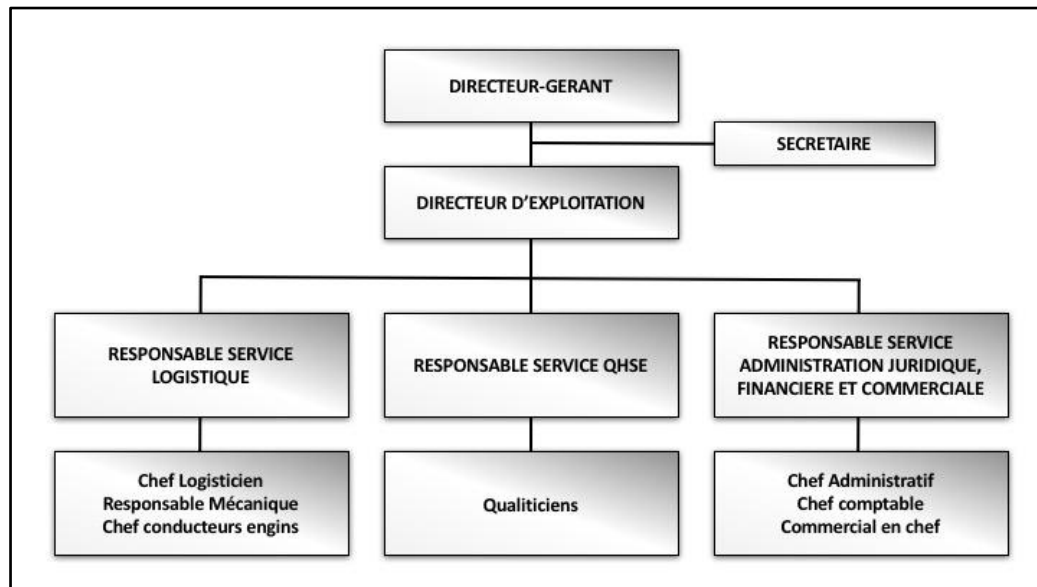 DIRECTEUR-GERANT
SECRETAIRE
DIRECTEUR D’EXPLOITATION
RESPONSABLE SERVICE
LOGISTIQUE
RESPONSABLE SERVICE QHSE
RESPONSABLE SERVICE
ADMINISTRATION JURIDIQUE,
FINANCIERE ET COMMERCIALE
Chef Logisticien
Responsable Mécanique
Chef conducteurs engins
Qualiticiens
Chef Administratif
Chef comptable
Commercial en chef